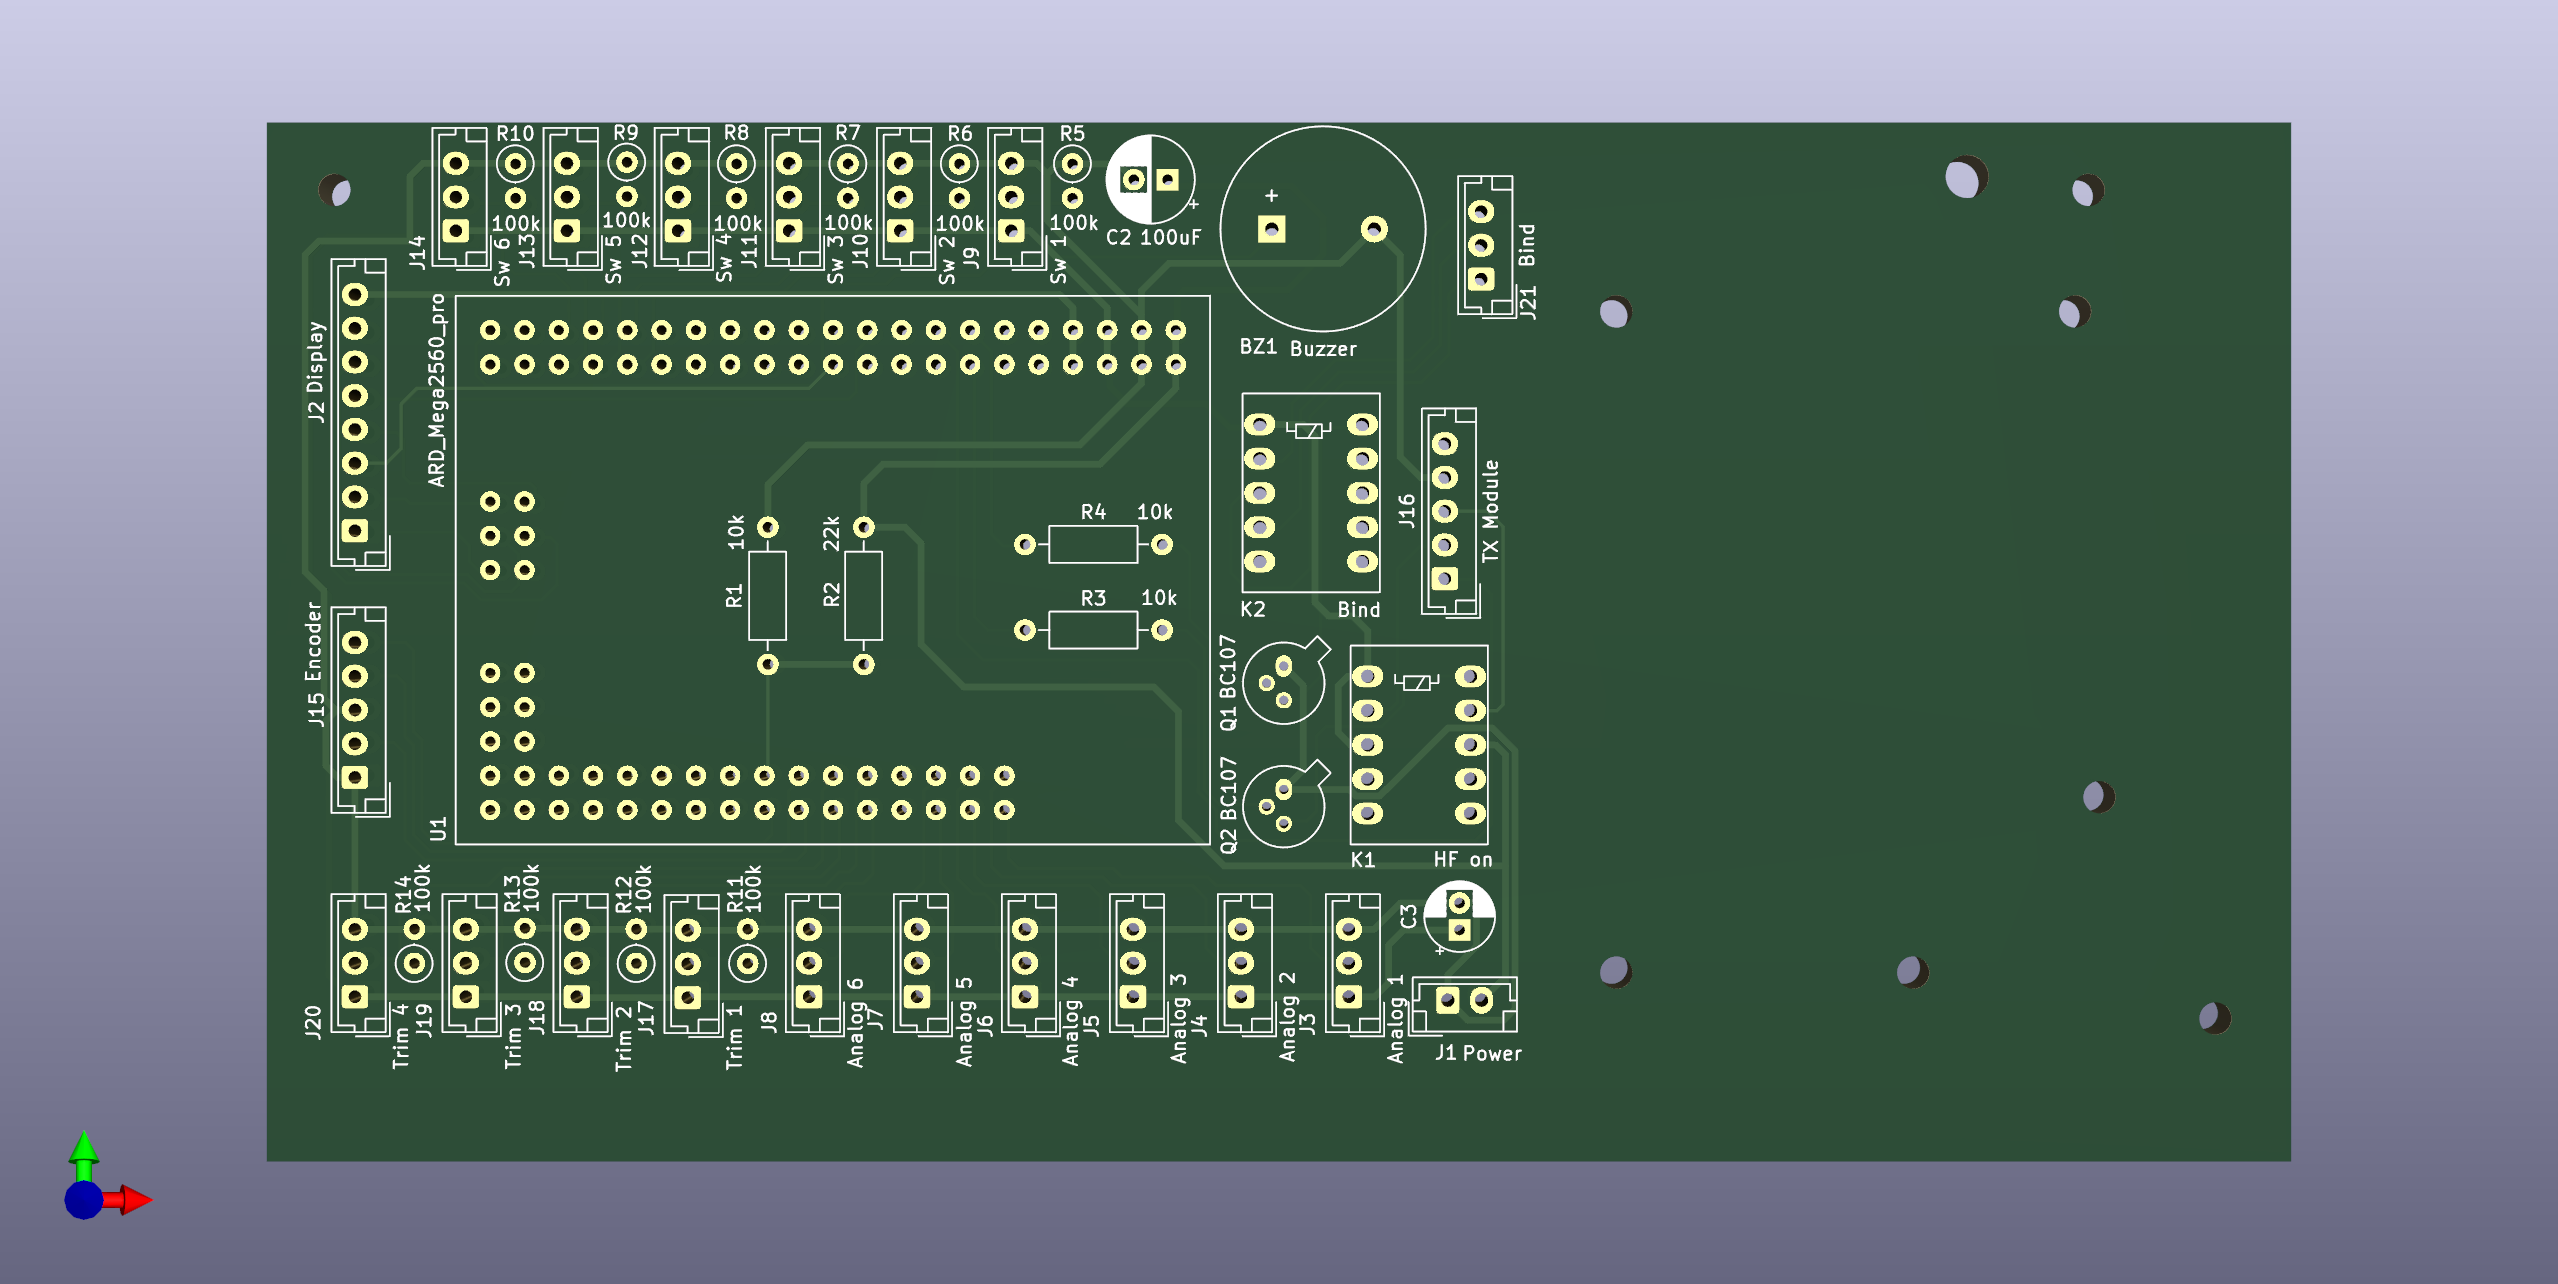 R10
R9
R8
R7
R6
R5
100k
100k
100k
100k
100k
100k
+
C2 100uF
J14
Sw 6
J13
Sw 5
J12
Sw 4
J11
Sw 3
J10
Sw 2
J9
Sw 1
+
BZ1 Buzzer
J21 Bind
J2 Display
ARD_Mega2560_pro
U1
10k
R1
22k
R2
R4 10k
R3 10k
K2 Bind
J16
TX Module
J15 Encoder
Q1 BC107
Q2 BC107
K1 HF on
R14
100k
R13
100k
R12
100k
R11
100k
C3
+
J20
Trim 4
J19
Trim 3
J18
Trim 2
J17
Trim 1
J8
Analog 6
J7
Analog 5
J6
Analog 4
J5
Analog 3
J4
Analog 2
J3
Analog 1
J1 Power